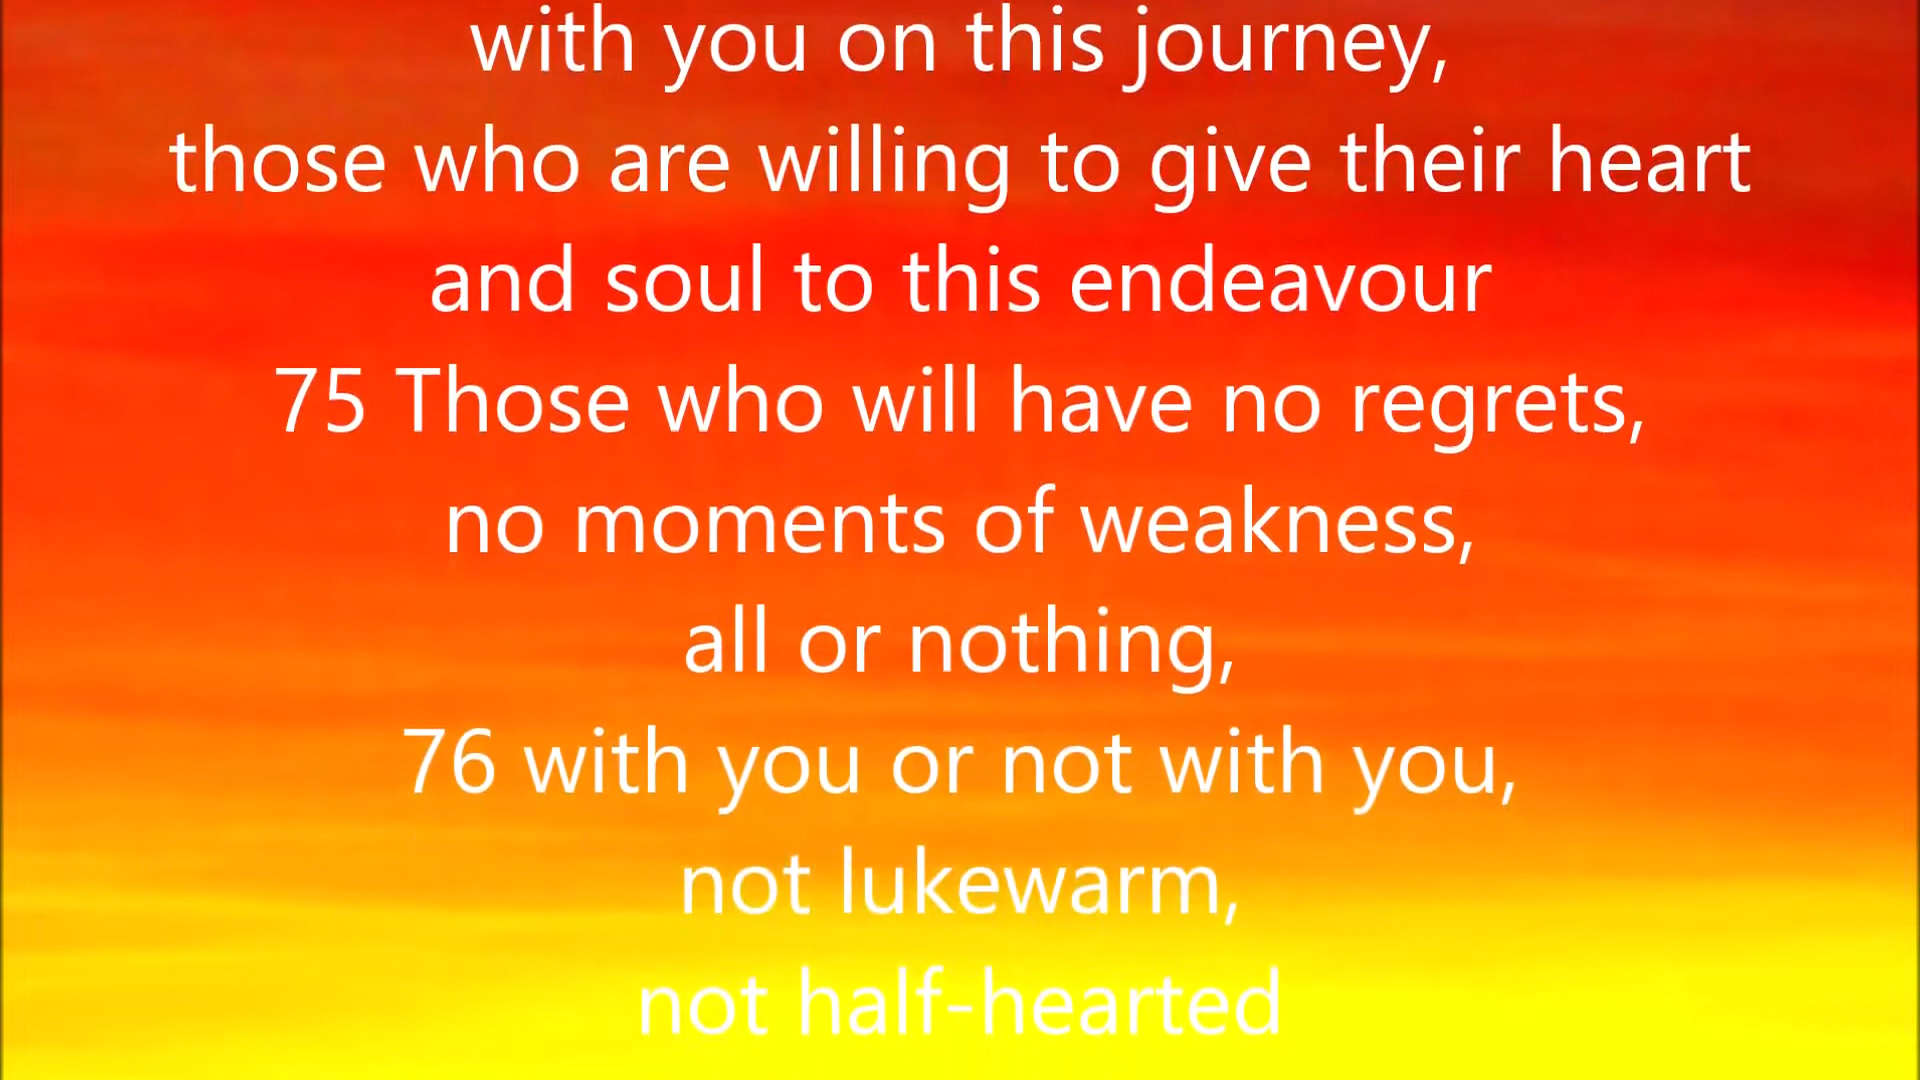 with you on this journey,
those who are willing to give their heart
and soul to this endeavour
75 Those who will have no regrets,
no moments of weakness,
all or nothing,
76 with you or not with you,
not lukewarm,
not half-hearted